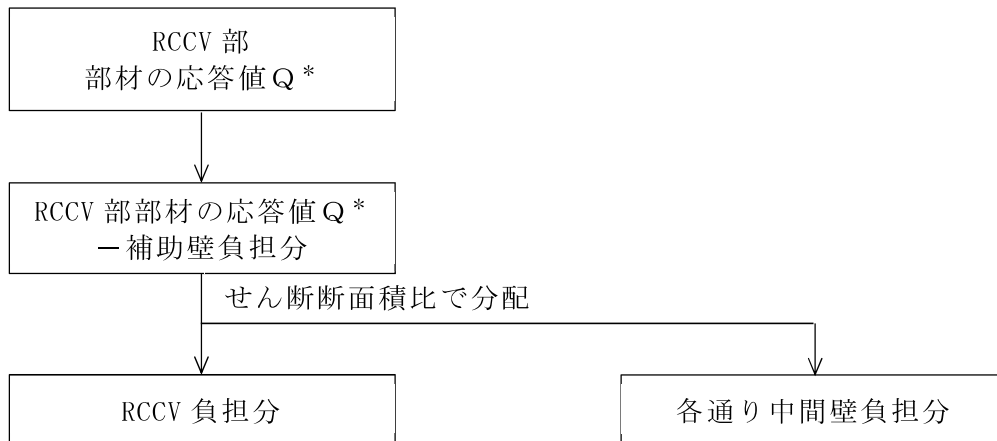 RCCV 部
部材の応答値Q*
RCCV 部部材の応答値Q*
－補助壁負担分
せん断断面積比で分配
RCCV 負担分
各通り中間壁負担分